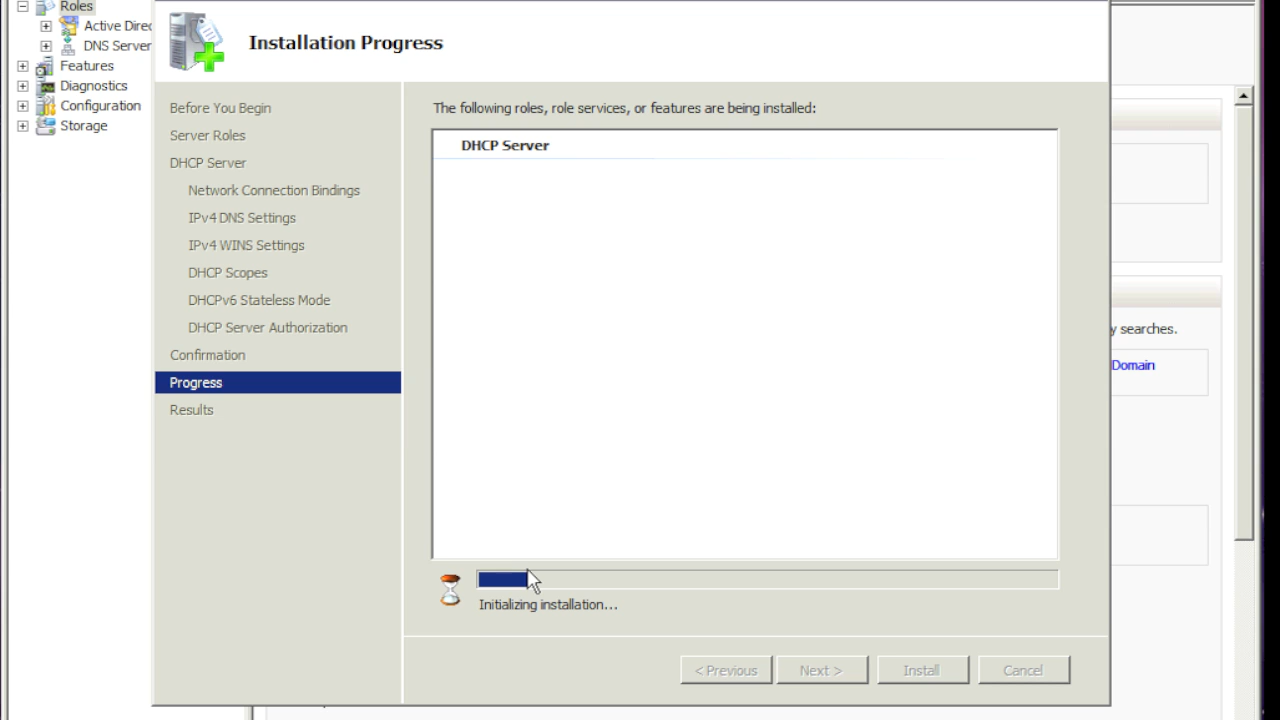 Roles
Active Direc
DNS Server
Features
Diagnostics
Configuration
Storage
Installation Progress
Before You Begin
Server Roles
DHCP Server
Network Connection Bindings
IPv4 DNS Settings
IPv4 WINS Settings
DHCP Scopes
DHCPv6 Stateless Mode
DHCP Server Authorization
Confirmation
Progress
Results
The following roles, role services, or features are being installed:
DHCP Server
Initializing installation...
< Previous
Next >
Install
Cancel
y searches.
Domain